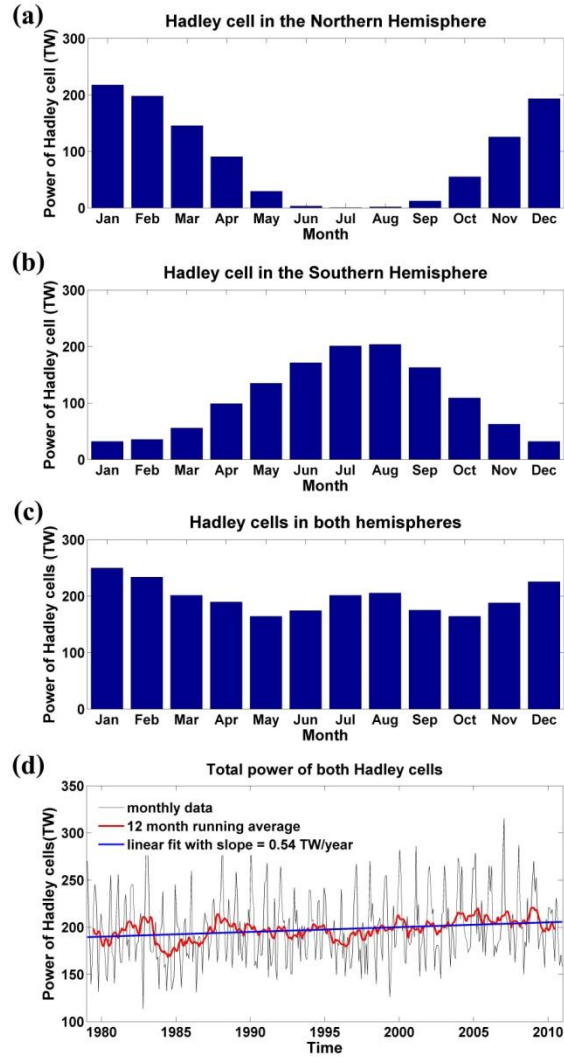 (a)
Hadley cell in the Northern Hemisphere
Power of Hadley cell (TW)
300
200
100
0
Jan Feb Mar Apr May Jun Jul Aug Sep Oct Nov Dec
Month
(b)
Hadley cell in the Southern Hemisphere
Power of Hadley cell (TW)
300
200
100
0
Jan Feb Mar Apr May Jun Jul Aug Sep Oct Nov Dec
Month
(c)
Hadley cells in both hemispheres
Power of Hadley cells (TW)
300
200
100
0
Jan Feb Mar Apr May Jun Jul Aug Sep Oct Nov Dec
Month
(d)
Total power of both Hadley cells
Power of Hadley cells(TW)
350
300
250
200
150
100
monthly data
12 month running average
linear fit with slope = 0.54 TW/year
1980 1985 1990 1995 2000 2005 2010
Time